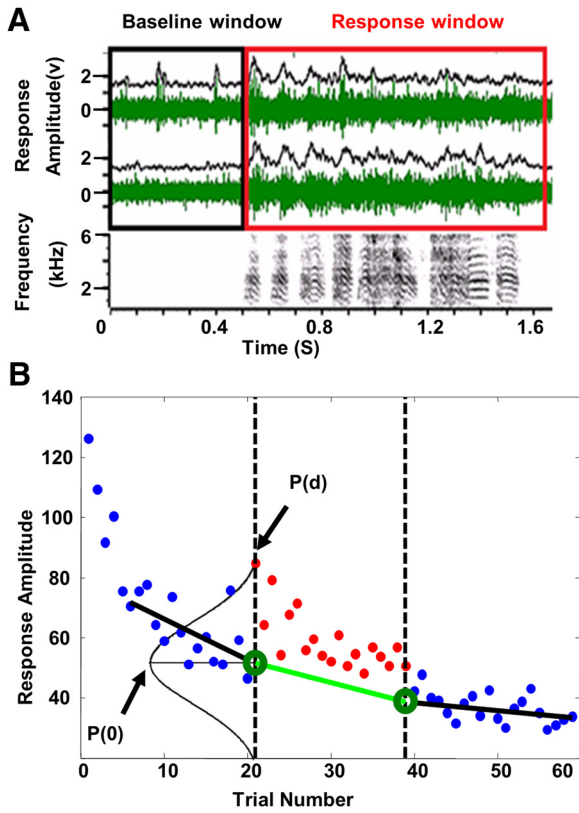 A
Baseline window
Response window
Response
Amplitude(v)
2
0
2
0
Frequency
(kHz)
6
2
0
0.4
0.8
1.2
1.6
Time (S)
B
Response Amplitude
140
120
100
80
60
40
P(d)
P(0)
0
10
20
30
40
50
60
Trial Number